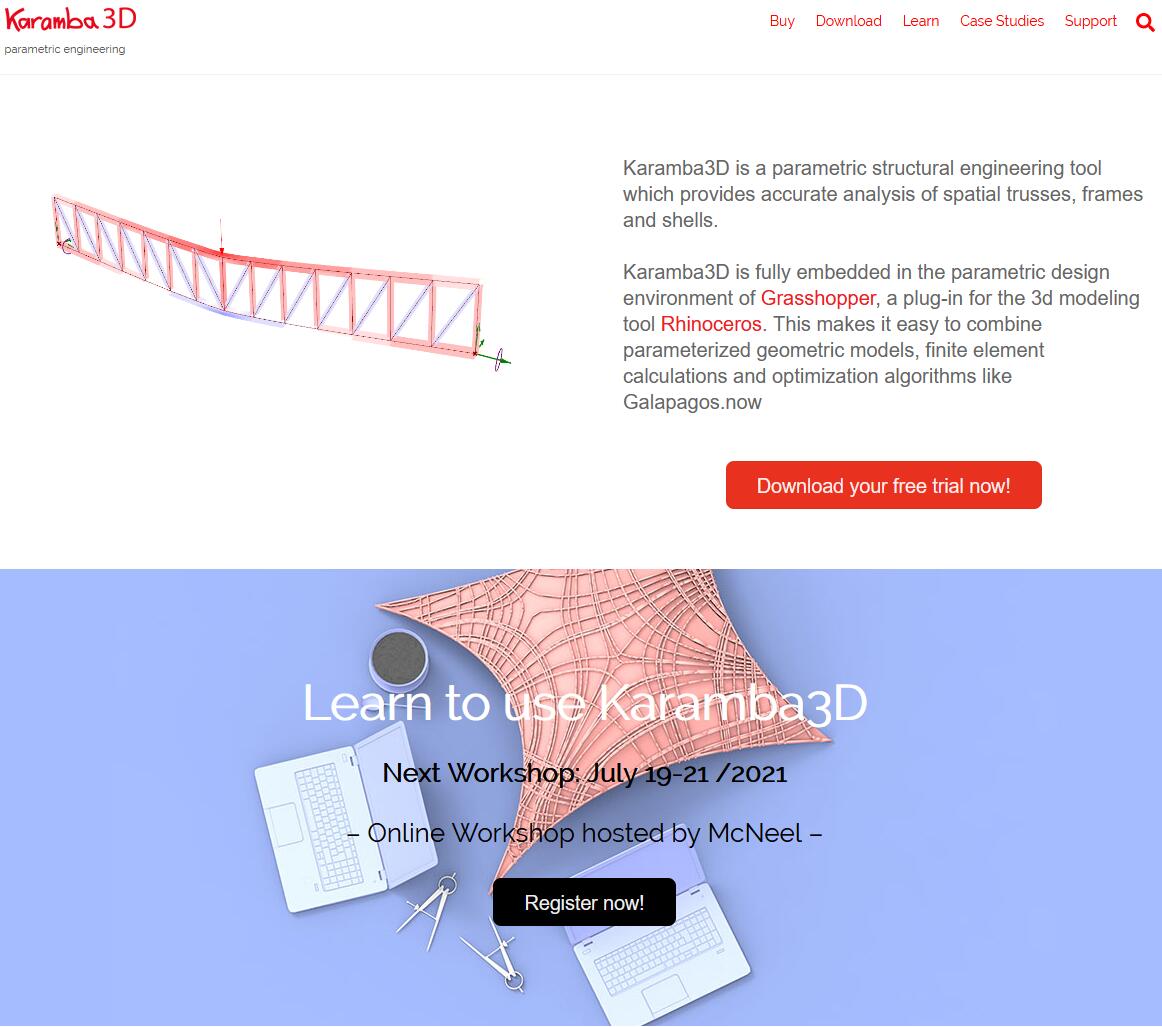 Karamba3D
parametric engineering
Buy Download Learn Case Studies Support
Karamba3D is a parametric structural engineering tool
which provides accurate analysis of spatial trusses, frames
and shells.
Karamba3D is fully embedded in the parametric design
environment of Grasshopper, a plug-in for the 3d modeling
tool Rhinoceros. This makes it easy to combine
parameterized geometric models, finite element
calculations and optimization algorithms like
Galapagos.now
Download your free trial now!
Learn to use Karamba3D
Next Workshop: July 19-21 /2021
– Online Workshop hosted by McNeel –
Register now!